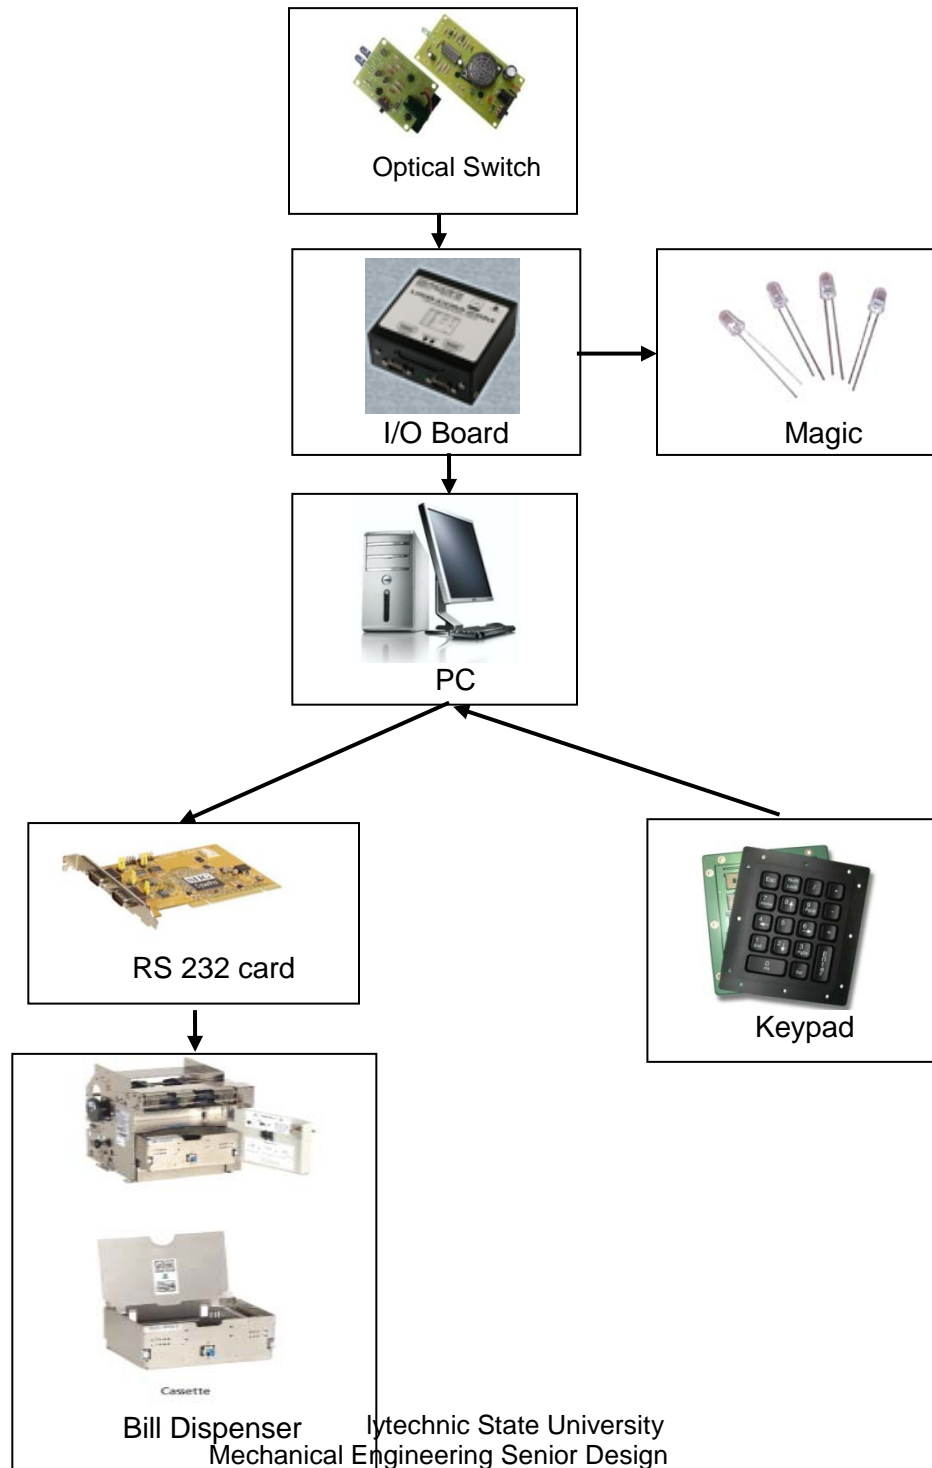 Optical Switch
I/O Board
Magic
PC
RS 232 card
Keypad
Cassette
Bill Dispenser
lytechnic State University
Mechanical Engineering Senior Design